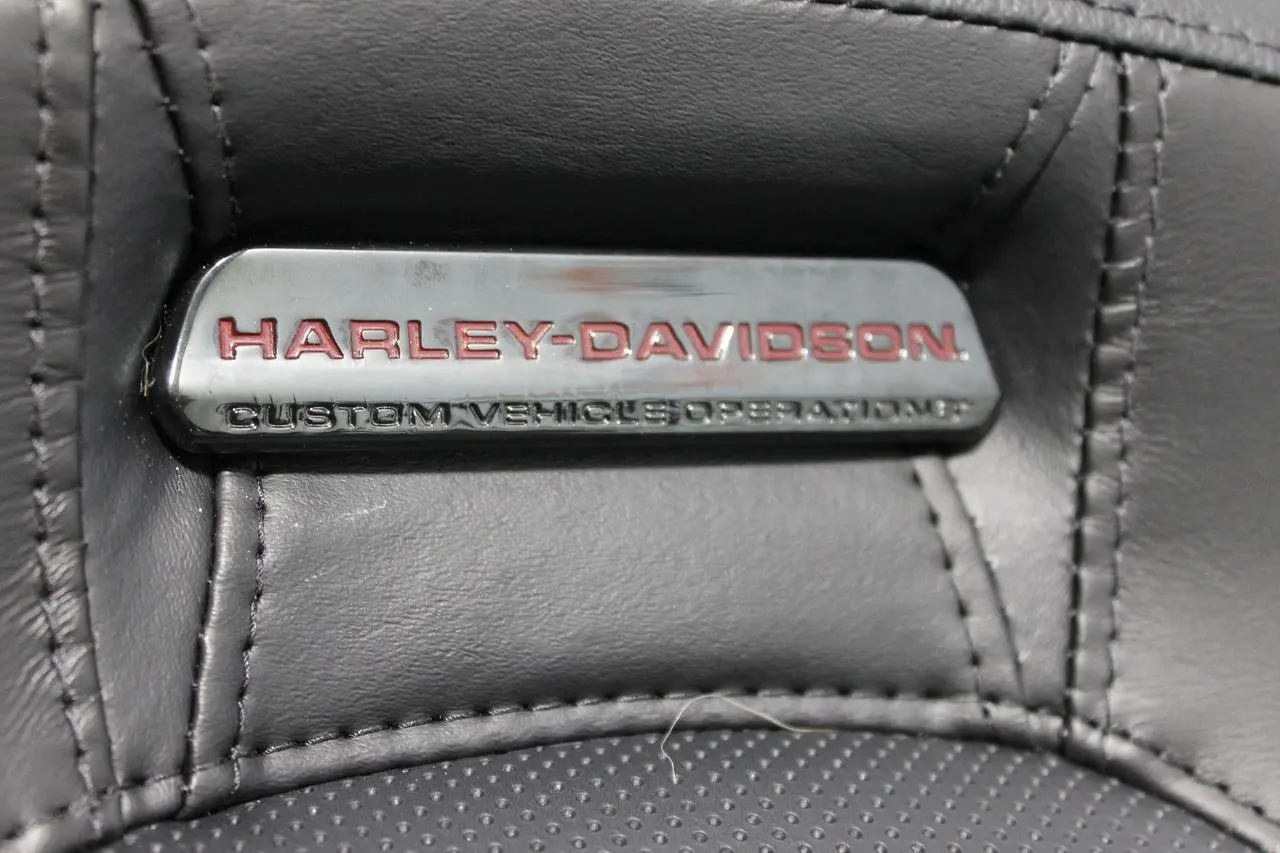 HARLEY-DAVIDSON
CUSTOM VEHICLE OPERATIONS